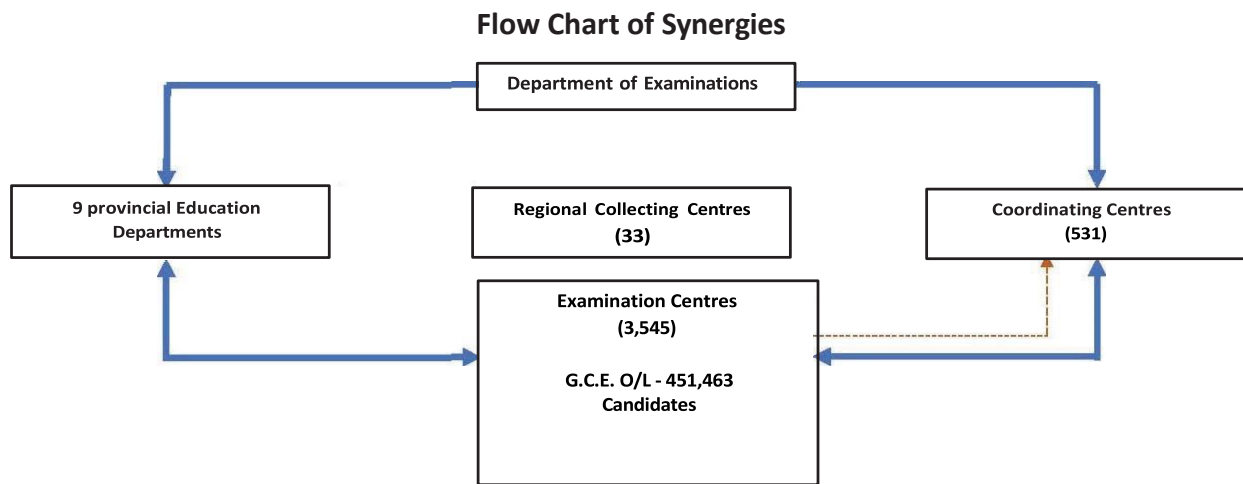 Flow Chart of Synergies
Department of Examinations
9 provincial Education
Departments
Regional Collecting Centres
(33)
Coordinating Centres
(531)
Examination Centres
(3,545)
G.C.E. O/L - 451,463
Candidates